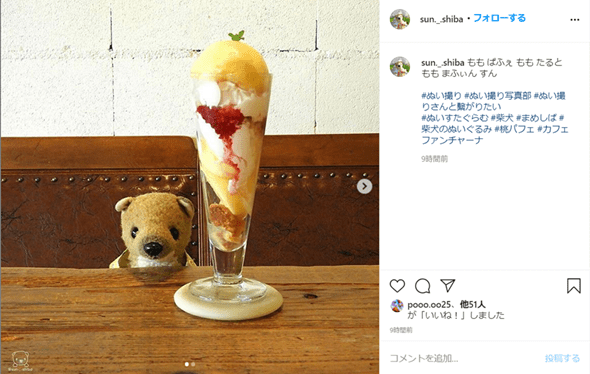 sun._.shiba • フォローする
sun._.shiba もも ぱふぇ もも たると
もも まふぃん すん
#ぬい撮り #ぬい撮り写真部 #ぬい撮
りさんと繋がりたい
#ぬいすたぐらむ #柴犬 #まめしば #
柴犬のぬいぐるみ #桃パフェ #カフェ
ファンチャーナ
9時間前
pooo.oo25、他51人
が「いいね！」しました
9時間前
コメントを追加... 投稿する